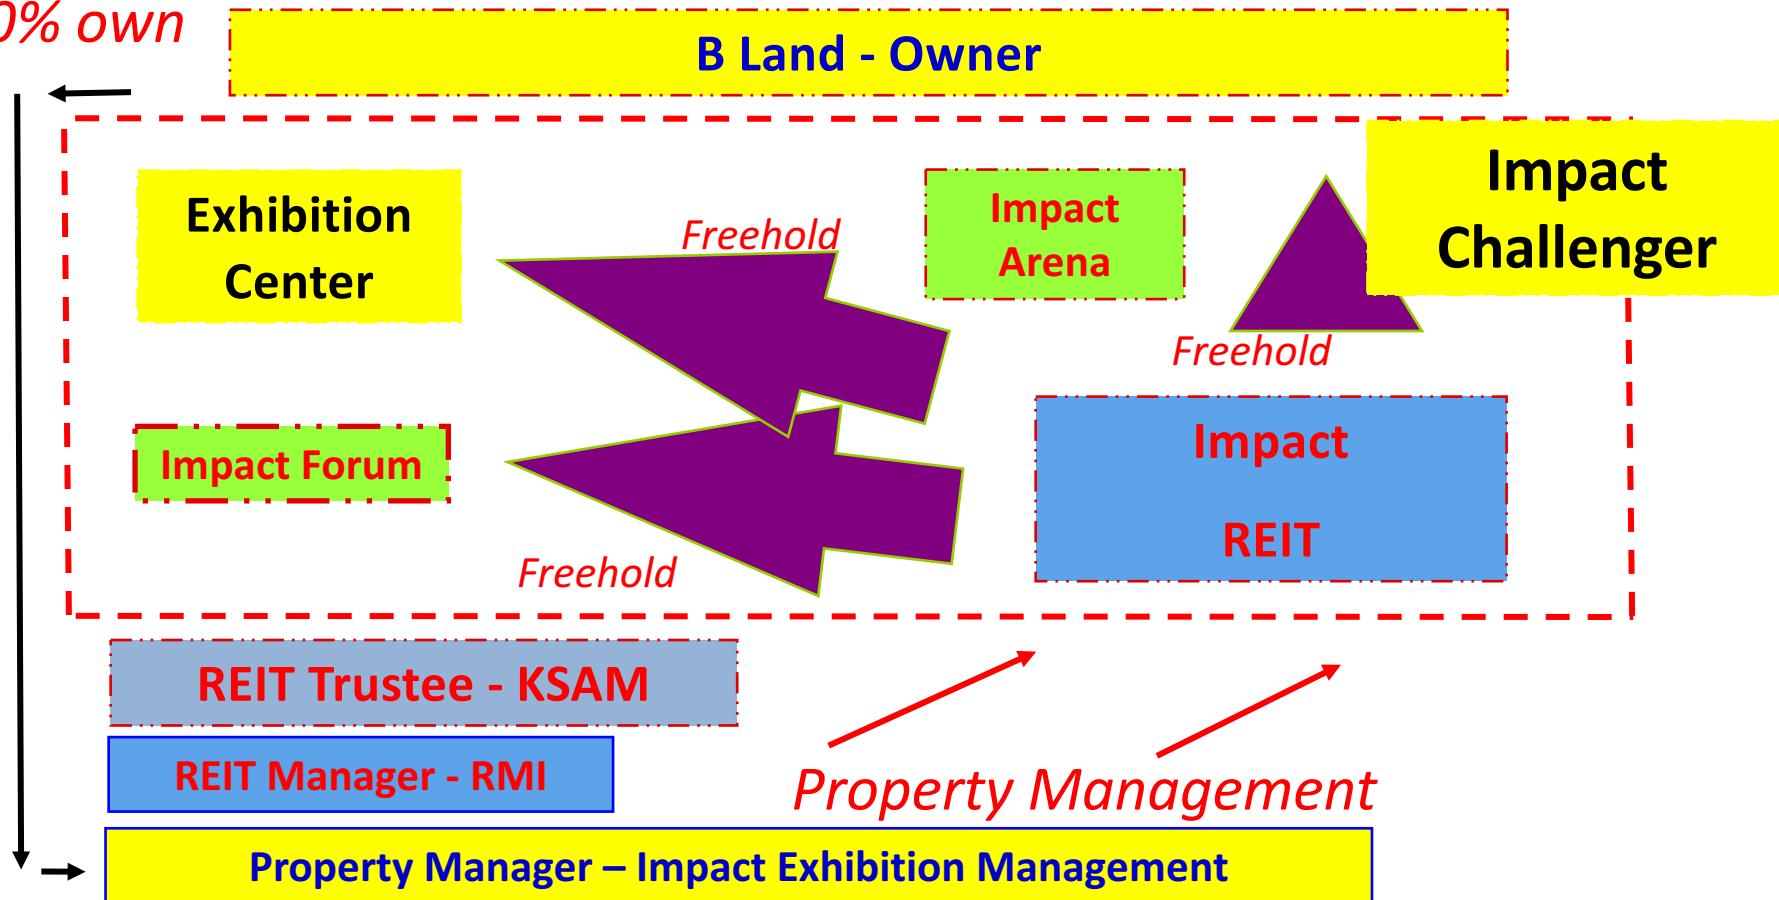 0% own
B Land - Owner
Exhibition
Center
Freehold
Impact
Arena
Impact
Challenger
Freehold
Impact Forum
Impact
REIT
Freehold
REIT Trustee - KSAM
REIT Manager - RMI
Property Management
Property Manager – Impact Exhibition Management